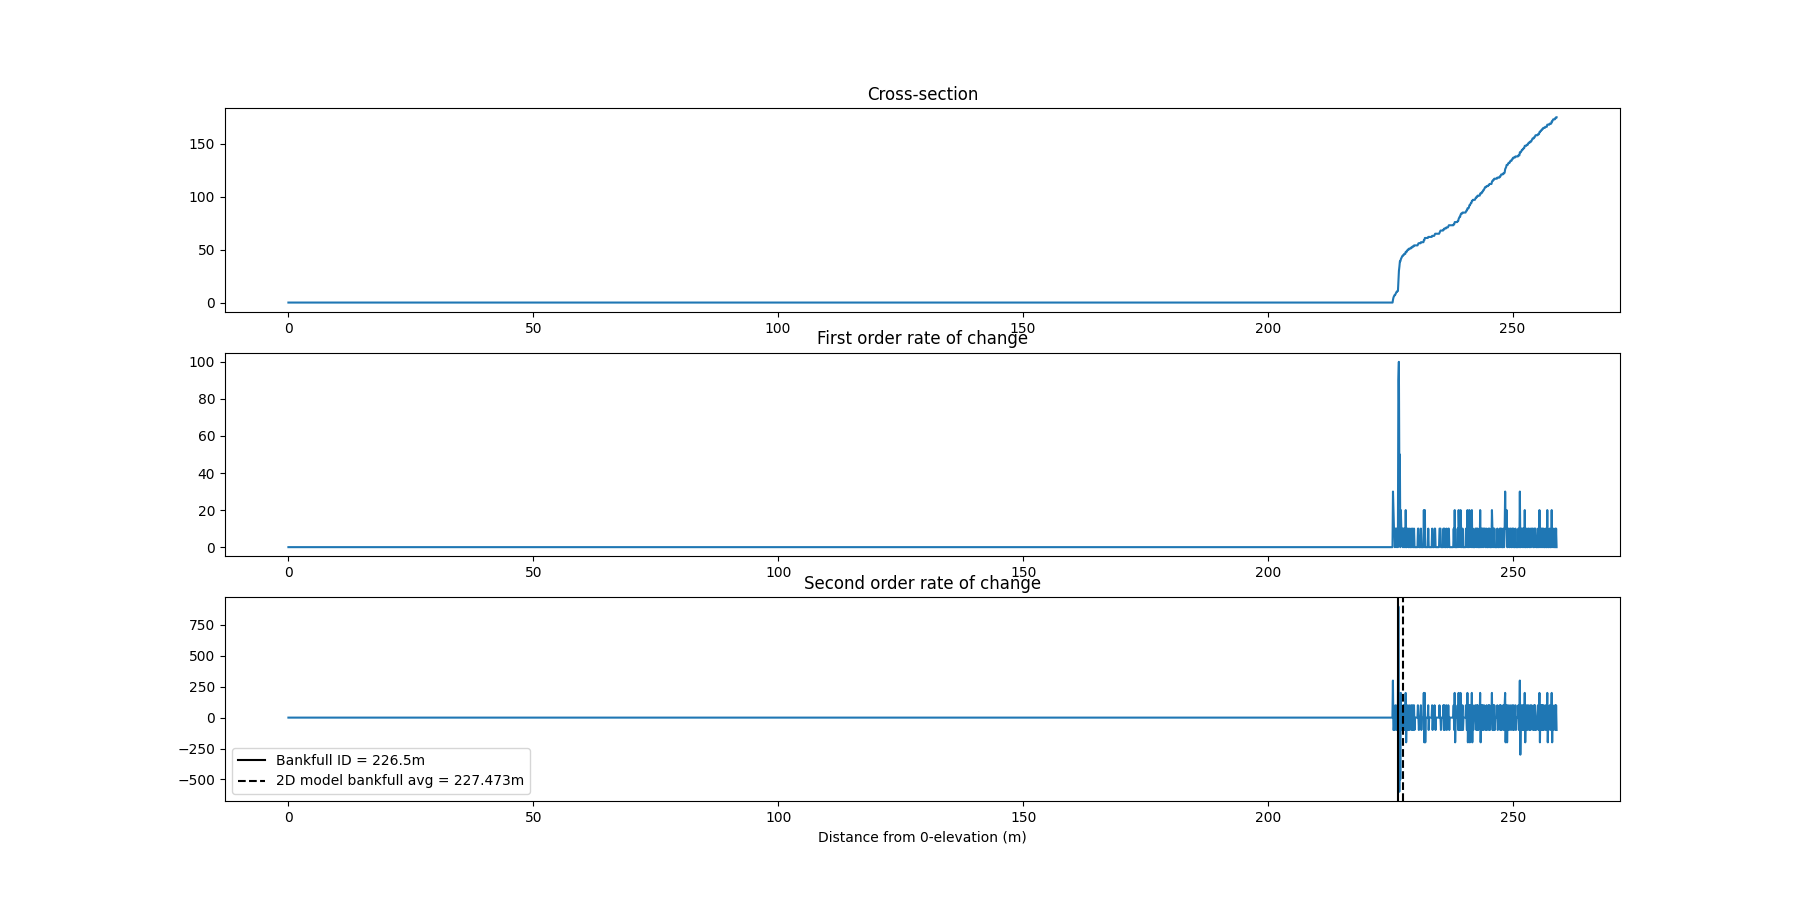 Cross-section
150
100
50
0
0 50 100 150 200 250
First order rate of change
100
80
60
40
20
0
0 50 100 150 200 250
Second order rate of change
750
500
250
0
−250
−500
Bankfull ID = 226.5m
2D model bankfull avg = 227.473m
0 50 100 150 200 250
Distance from 0-elevation (m)